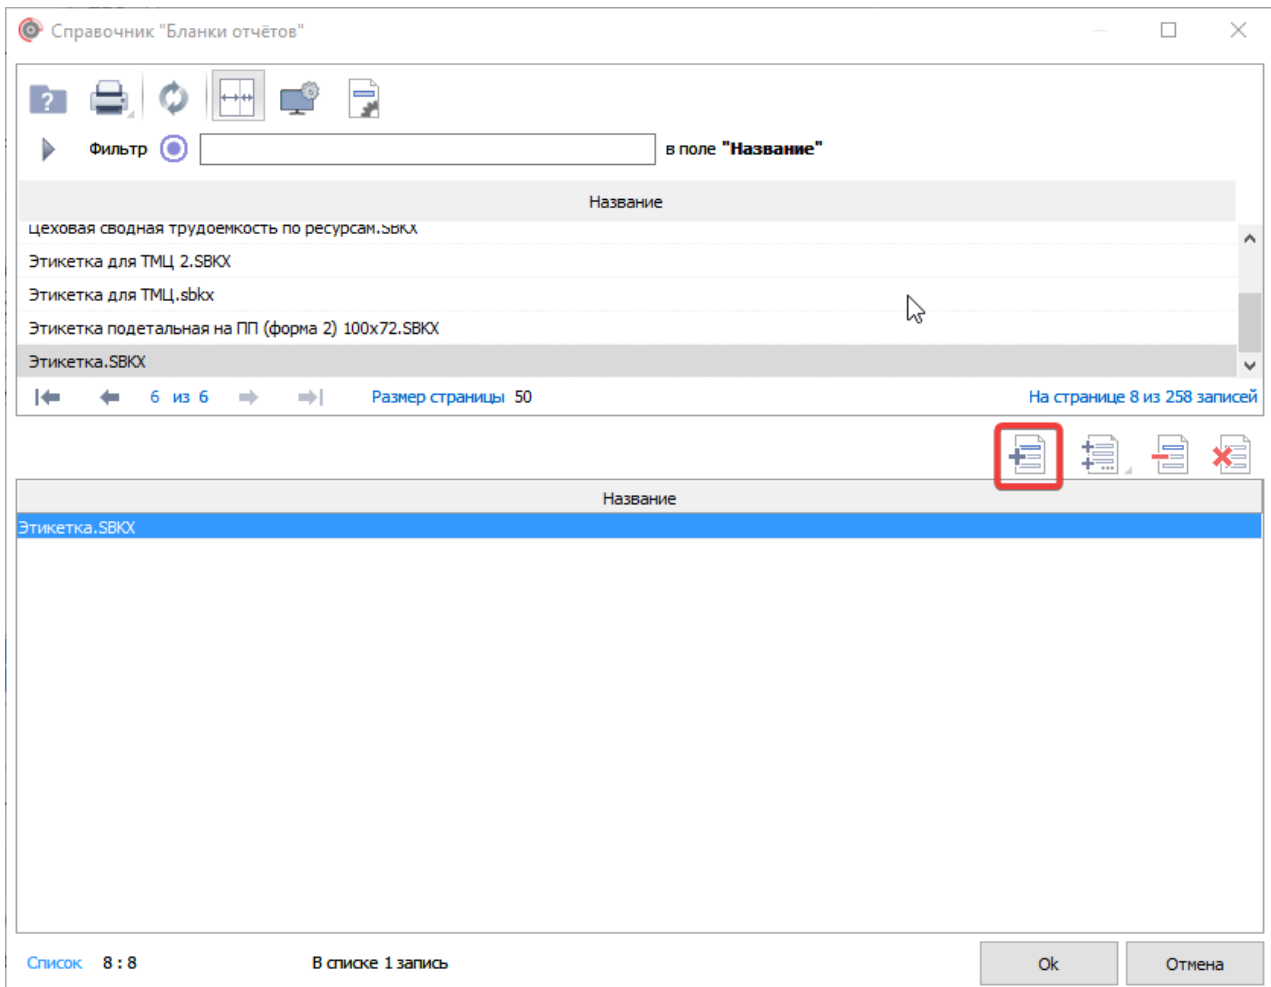 Справочник "Бланки отчётов"
Фильтр в поле "Название"
Название
Цеховая сводная трудоемкость по ресурсам.SBKX
Этикетка для ТМЦ 2.SBKX
Этикетка для ТМЦ.sbkx
Этикетка подетальная на ПП (форма 2) 100x72.SBKX
Этикетка.SBKX
6 из 6 Размер страницы 50 На странице 8 из 258 записей
Название
Этикетка.SBKX
Список 8 : 8 В списке 1 запись Ok Отмена